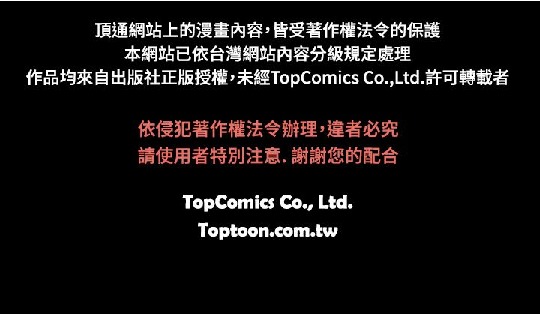 頂通網站上的漫畫內容，皆受著作權法令的保護
本網站已依台灣網站內容分級規定處理
作品均來自出版社正版授權，未經TopComics Co.,Ltd.許可轉載者
依侵犯著作權法令辦理，違者必究
請使用者特別注意. 謝謝您的配合
TopComics Co., Ltd.
Toptoon.com.tw